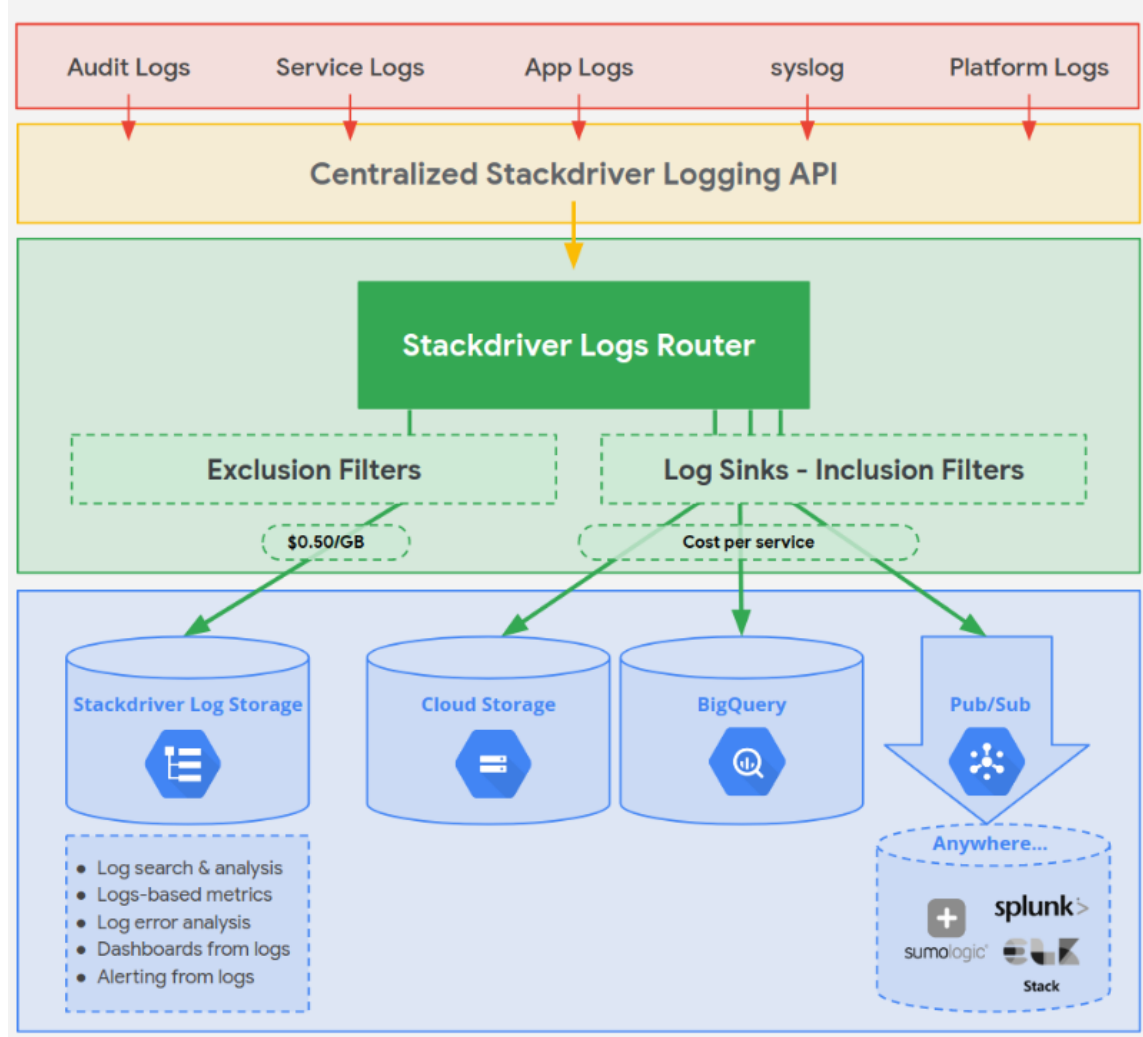 Audit Logs
Service Logs
App Logs
syslog
Platform Logs
Centralized Stackdriver Logging API
Stackdriver Logs Router
Exclusion Filters
Log Sinks - Inclusion Filters
$0.50/GB
Cost per service
Stackdriver Log Storage
Cloud Storage
BigQuery
Pub/Sub
Log search & analysis
Logs-based metrics
Log error analysis
Dashboards from logs
Alerting from logs
Anywhere...
sumologic
splunk>
ELK
Stack